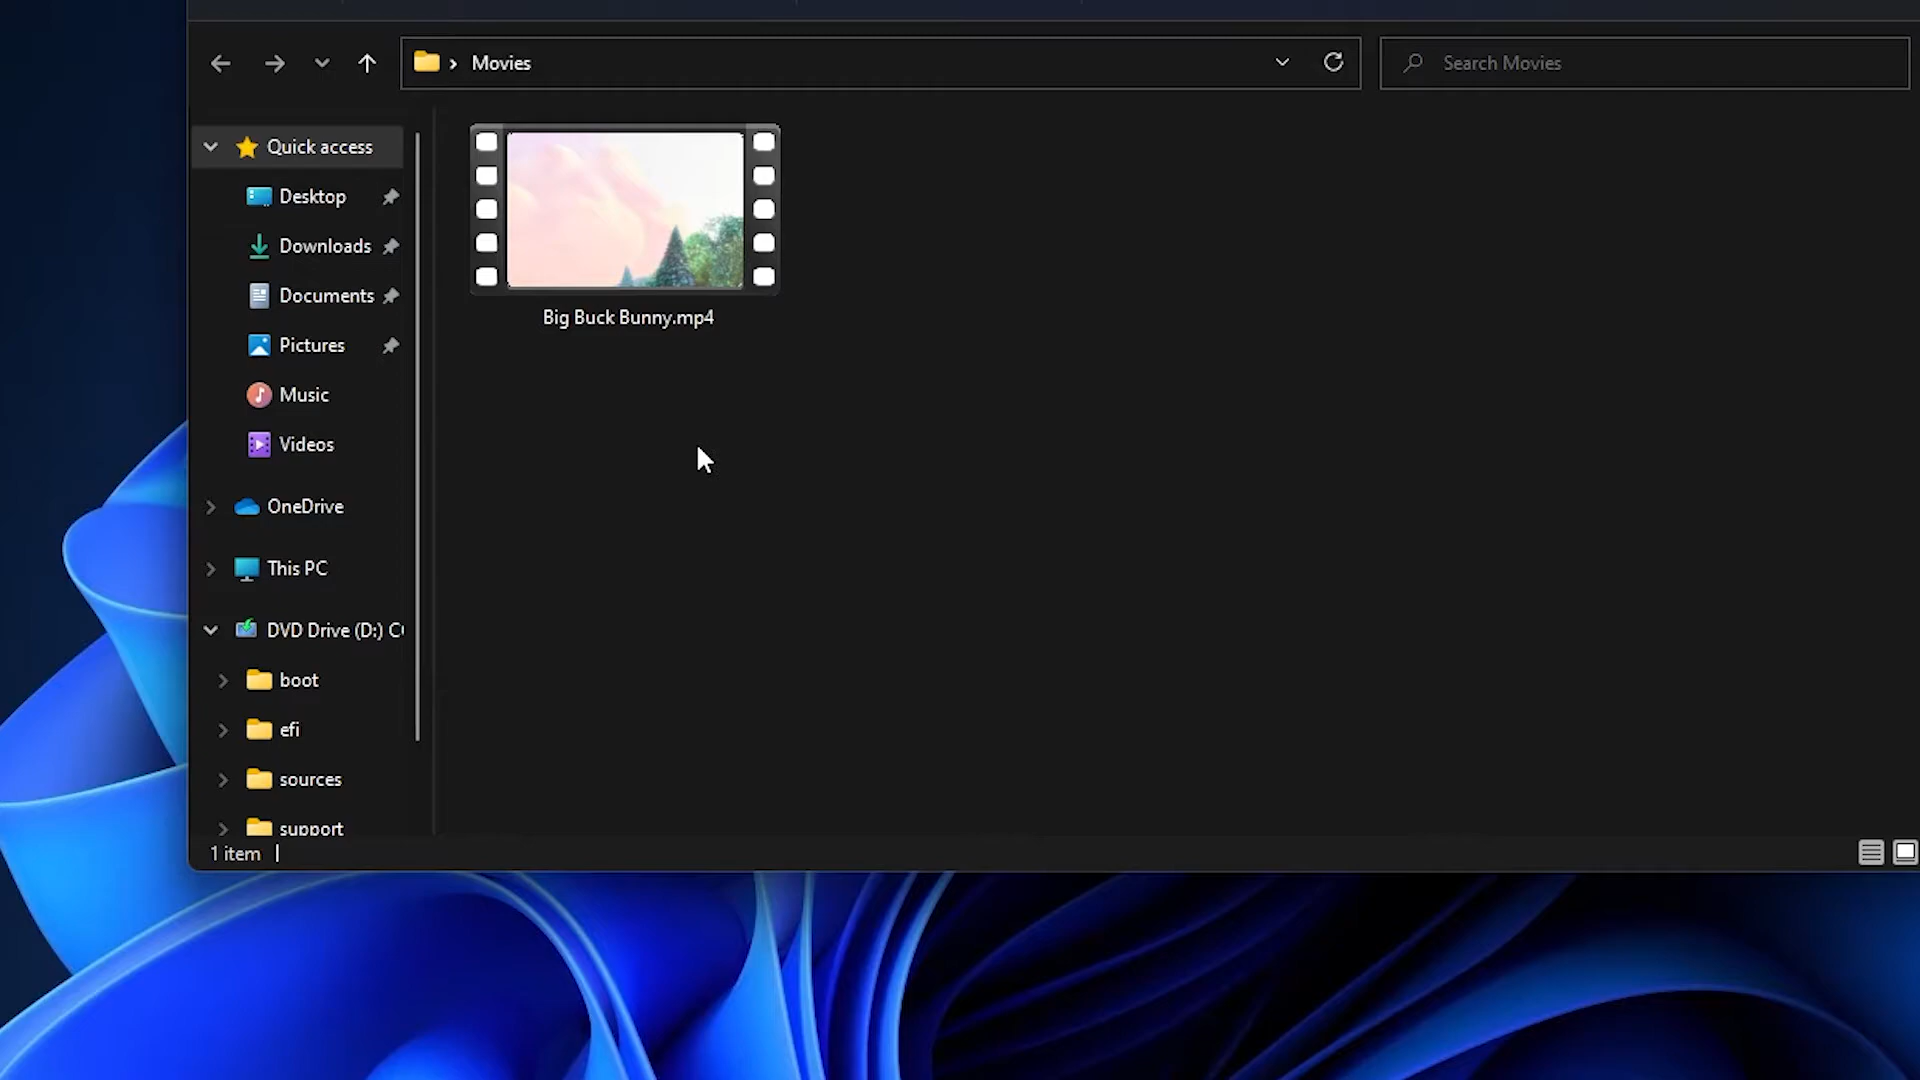 Movies
Search Movies
Quick access
Desktop
Downloads
Documents
Pictures
Music
Videos
OneDrive
This PC
DVD Drive (D:) C
boot
efi
sources
support
Big Buck Bunny.mp4
1 item